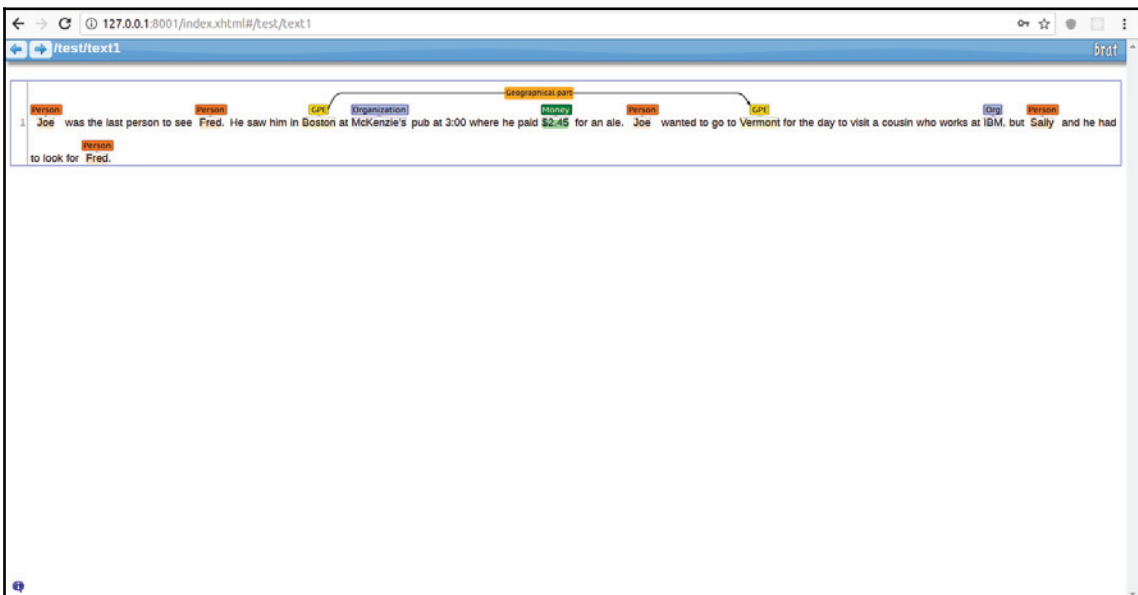 127.0.0.1:8001/index.xhtml#/test/text1
/test/text1 brat
Geographical part
Person Person GPE Organization Money Person GPE Org Person
1 Joe was the last person to see Fred. He saw him in Boston at McKenzie's pub at 3:00 where he paid $2.45 for an ale. Joe wanted to go to Vermont for the day to visit a cousin who works at IBM, but Sally and he had
Person
to look for Fred.